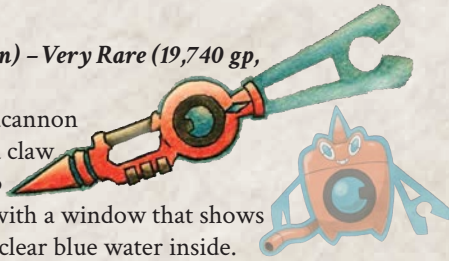 n) – Very Rare (19,740 gp,
cannon
claw
with a window that shows
clear blue water inside.